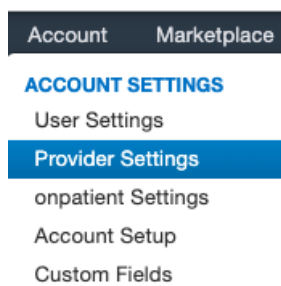 Account Marketplace
ACCOUNT SETTINGS
User Settings
Provider Settings
onpatient Settings
Account Setup
Custom Fields